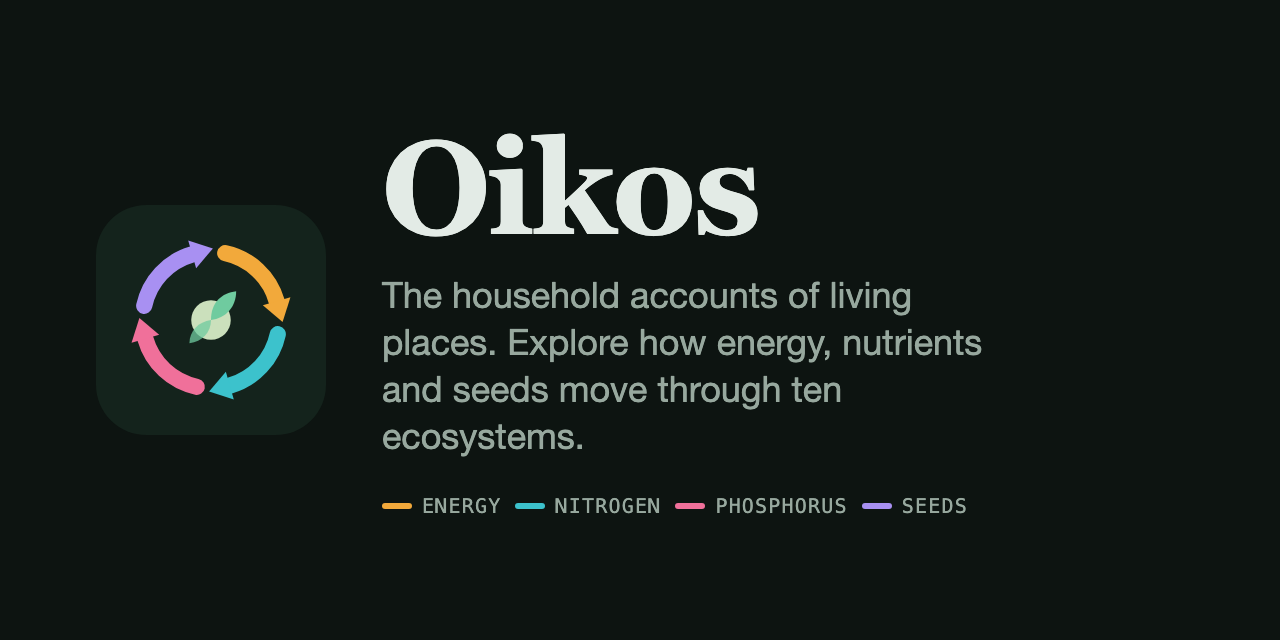 Oikos
The household accounts of living
places. Explore how energy, nutrients
and seeds move through ten
ecosystems.
ENERGY NITROGEN PHOSPHORUS SEEDS